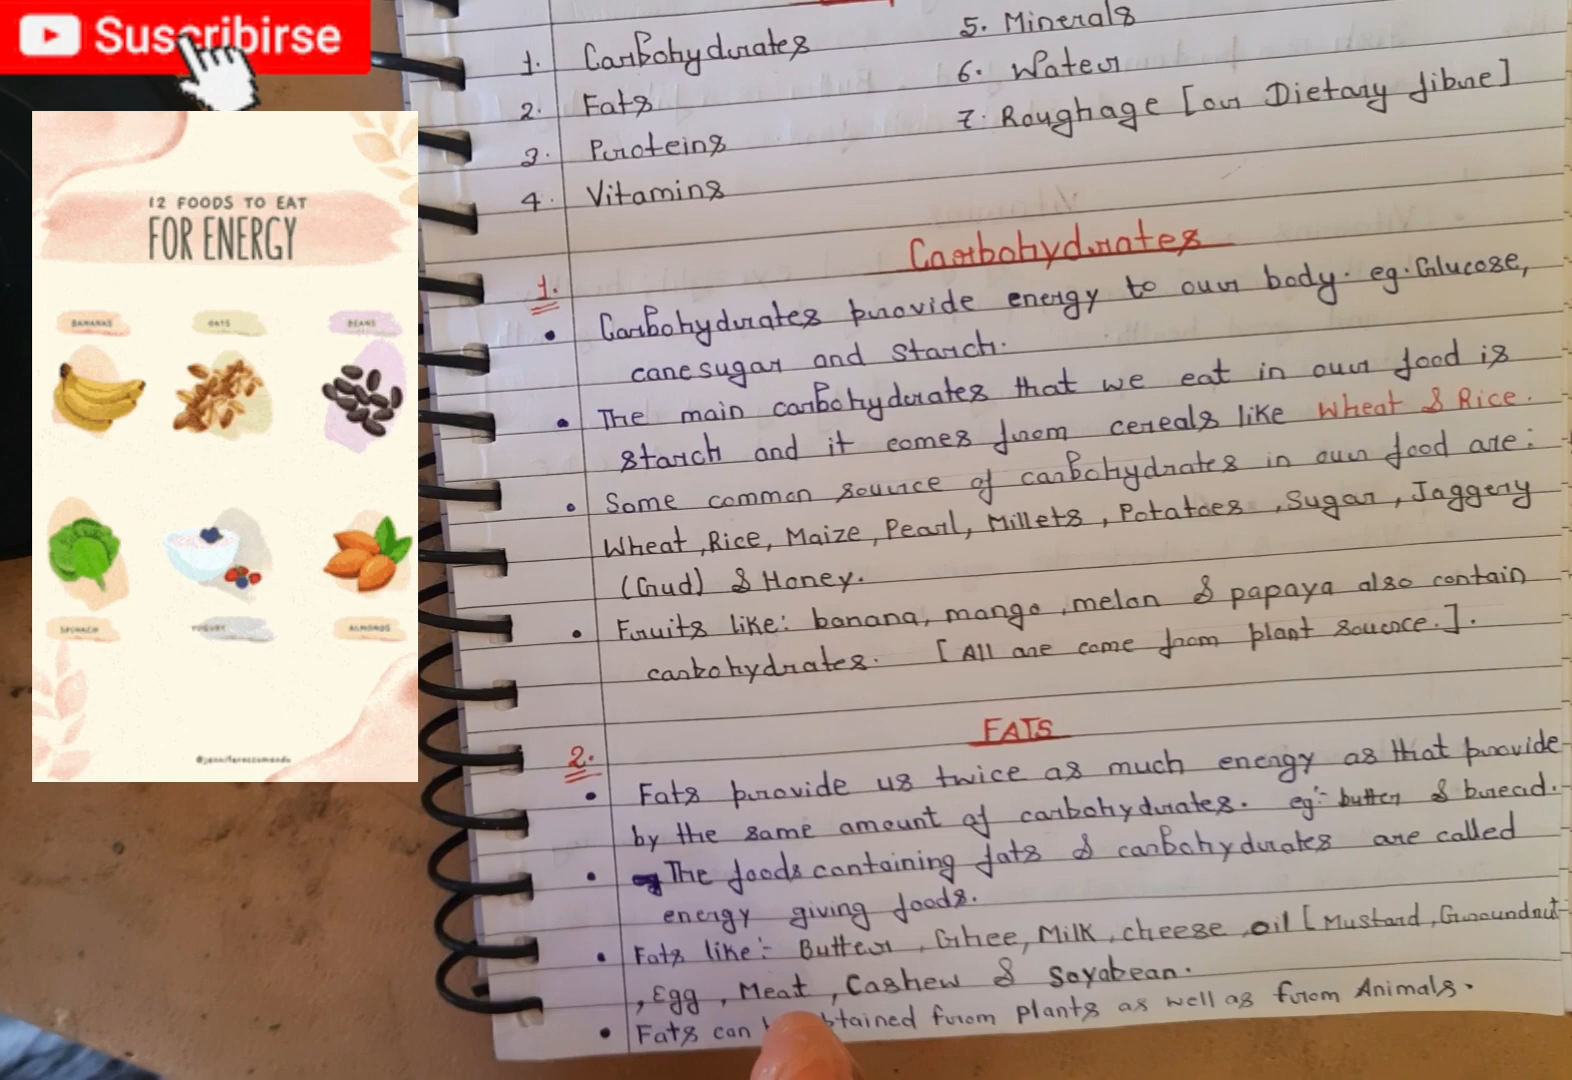 Suscribirse
12 FOODS TO EAT
FOR ENERGY
BANANAS
OATS
BEANS
SPINACH
YOGURT
ALMONDS
1. Carbohydrates
2. Fats
3. Proteins
4. Vitamins
5. Minerals
6. Water
7. Roughage [or Dietary fibre]
Carbohydrates
1.
• Carbohydrates provide energy to our body. eg. Glucose,
cane sugar and starch.
• The main carbohydrates that we eat in our food is
starch and it comes from cereals like Wheat & Rice.
• Some common source of carbohydrates in our food are:
Wheat, Rice, Maize, Pearl, Millets, Potatoes, Sugar, Jaggery
(Gud) & Honey.
• Fruits like: banana, mango, melon & papaya also contain
carbohydrates. [All are come from plant source.].
FATS
2.
• Fats provide us twice as much energy as that provide
by the same amount of carbohydrates. eg:- butter & bread.
• The foods containing fats & carbohydrates are called
energy giving foods.
• Fats like:- Butter, Ghee, Milk, cheese, oil [Mustard, Groundnut
, Egg, Meat, Cashew & Soyabean.
• Fats can obtained from plants as well as from Animals.